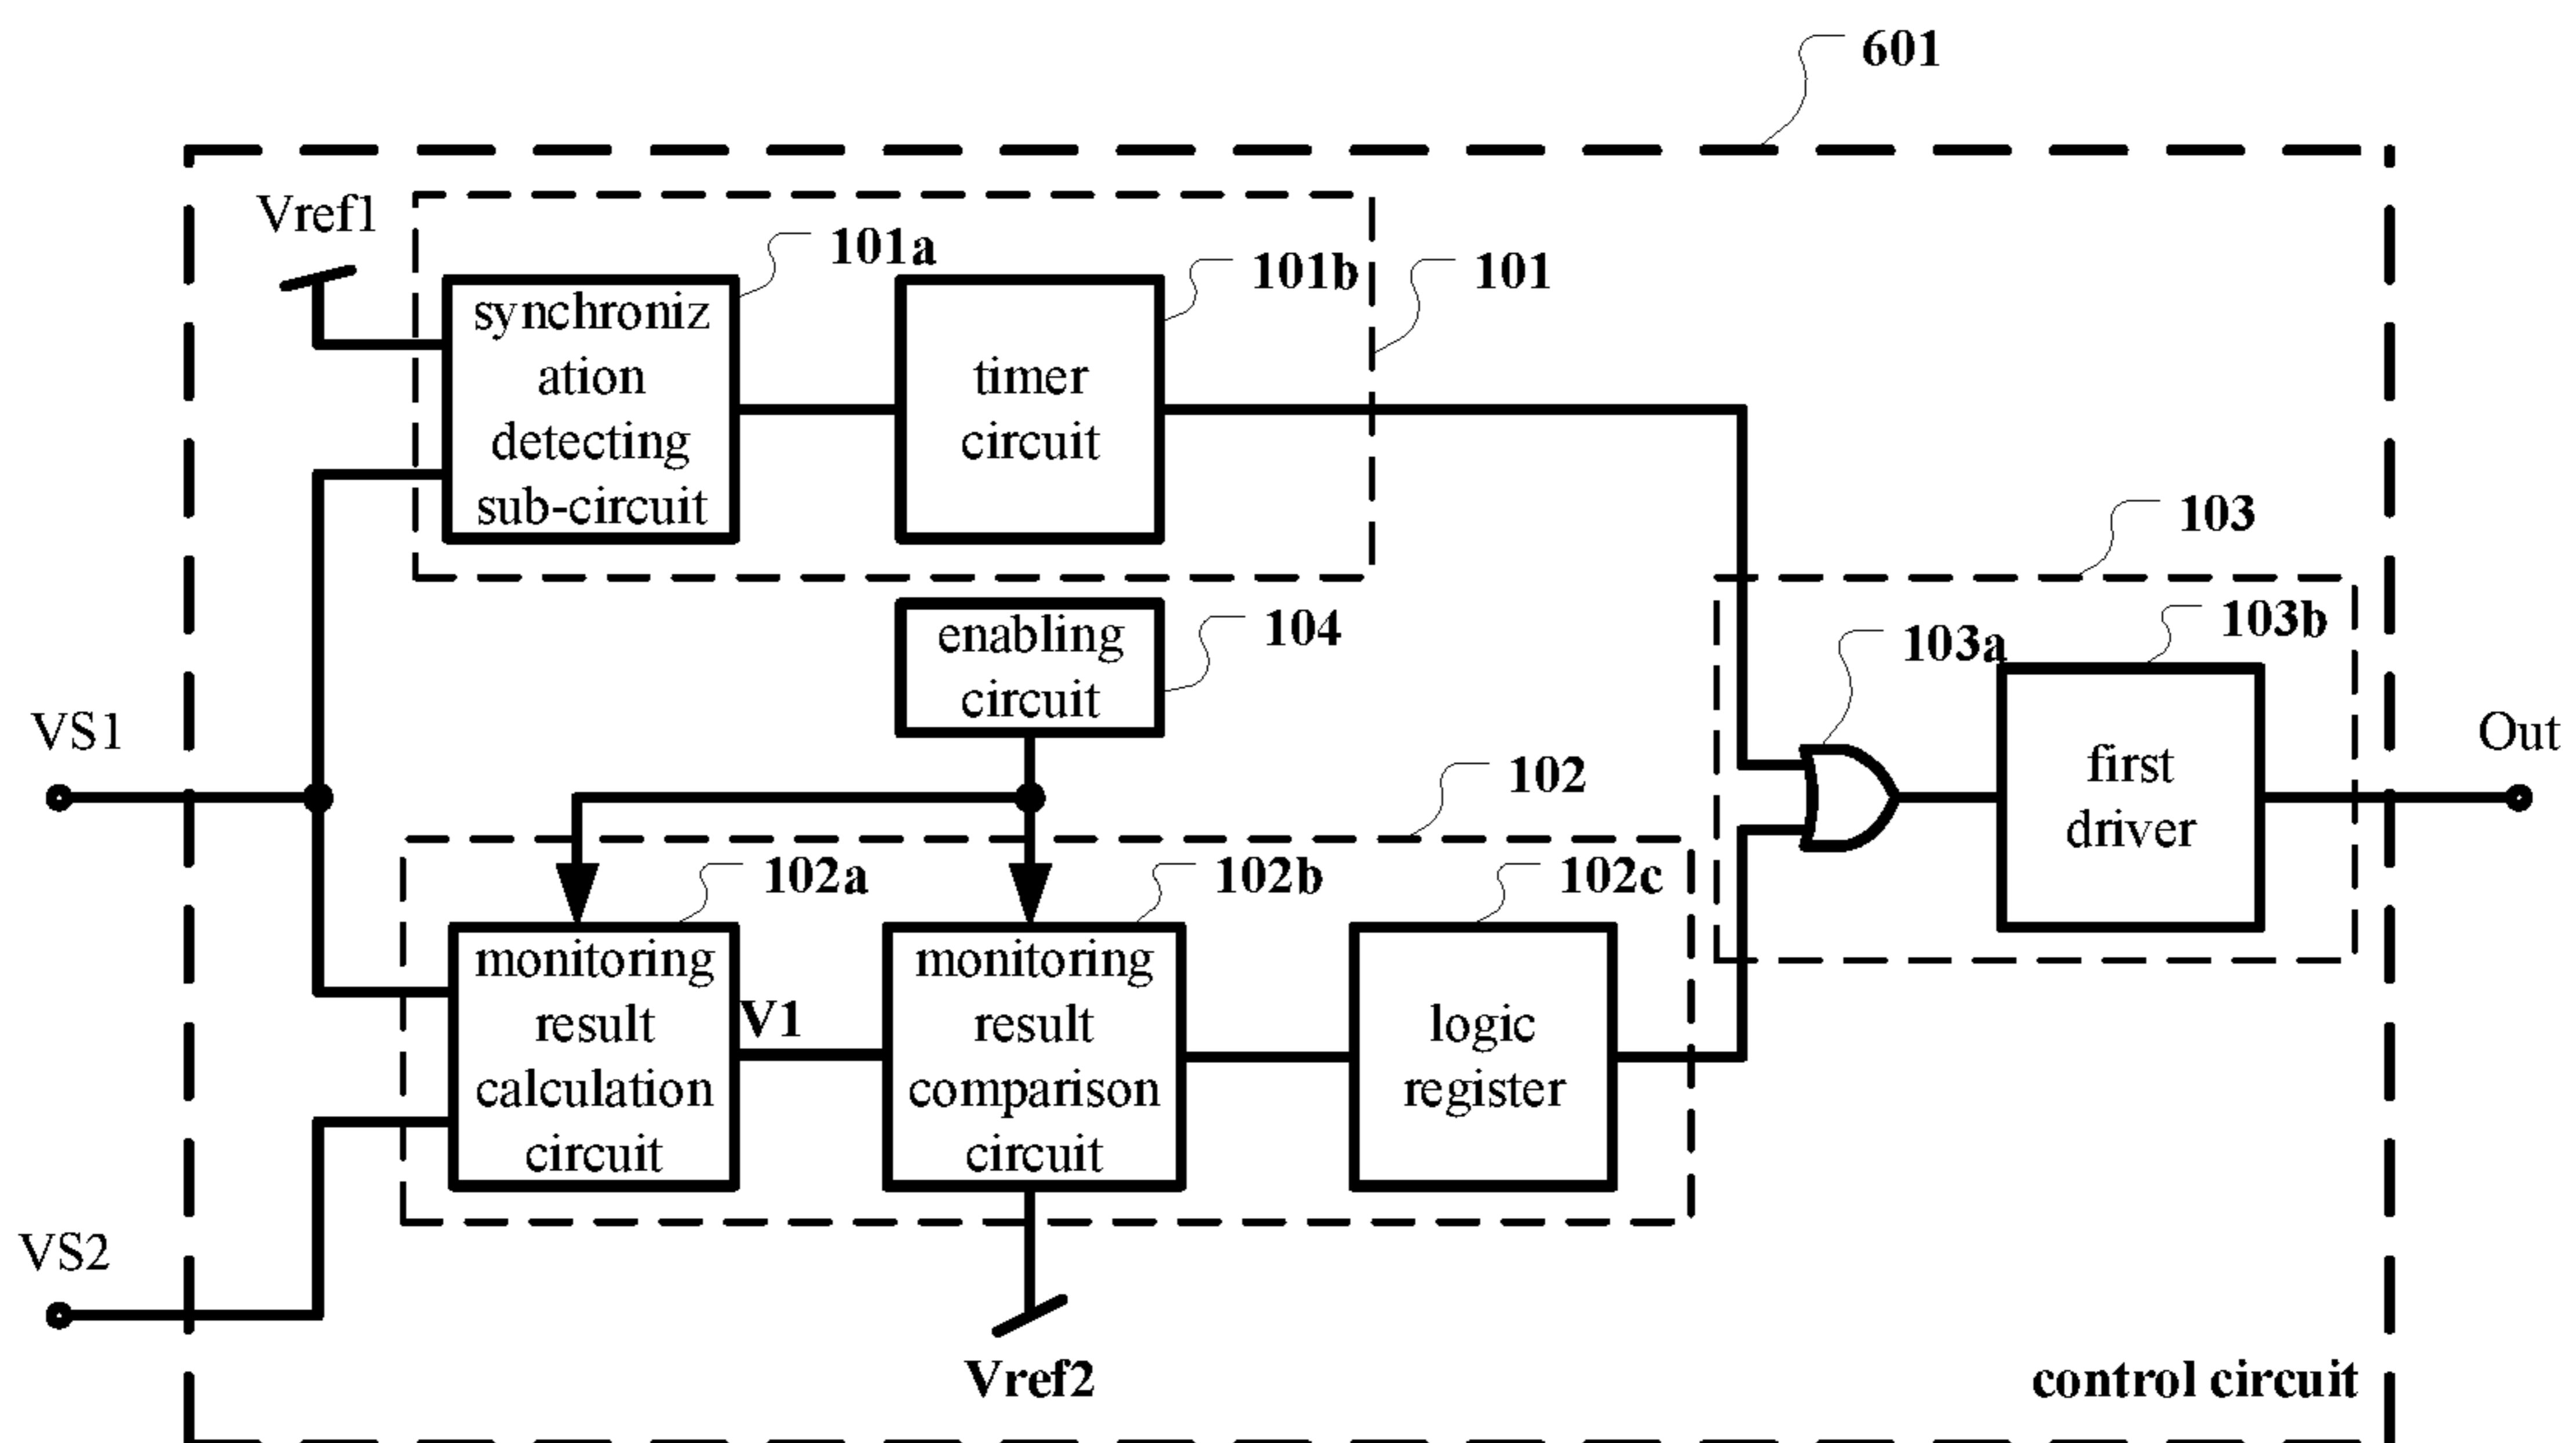 601
Vref1
101a
101b
101
synchroniz
ation
detecting
sub-circuit
timer
circuit
103
103b
103a
enabling
circuit
104
VS1
first
driver
Out
102
102a
102b
102c
monitoring
result
calculation
circuit
V1
monitoring
result
comparison
circuit
logic
register
VS2
Vref2
control circuit